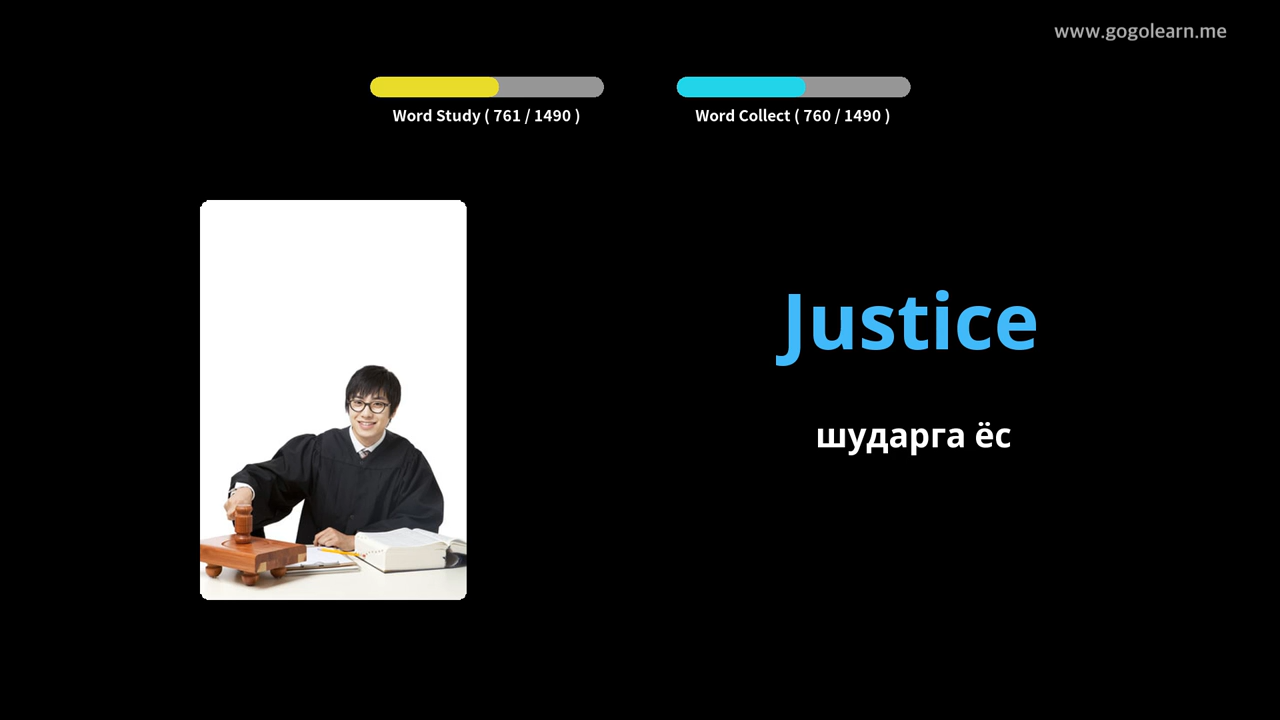 www.gogolearn.me
Word Study ( 761 / 1490 )
Word Collect ( 760 / 1490 )
Justice
шударга ёс